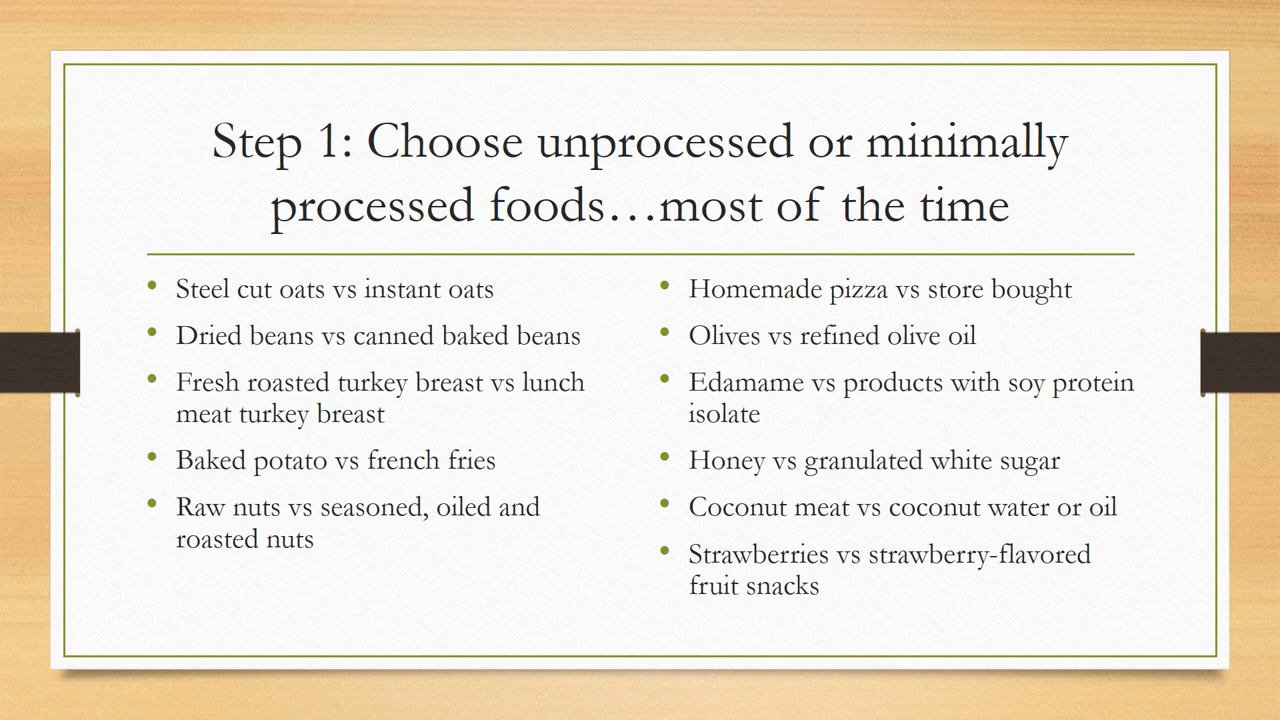 Step 1: Choose unprocessed or minimally
processed foods…most of the time
• Steel cut oats vs instant oats
• Dried beans vs canned baked beans
• Fresh roasted turkey breast vs lunch
meat turkey breast
• Baked potato vs french fries
• Raw nuts vs seasoned, oiled and
roasted nuts
• Homemade pizza vs store bought
• Olives vs refined olive oil
• Edamame vs products with soy protein
isolate
• Honey vs granulated white sugar
• Coconut meat vs coconut water or oil
• Strawberries vs strawberry-flavored
fruit snacks